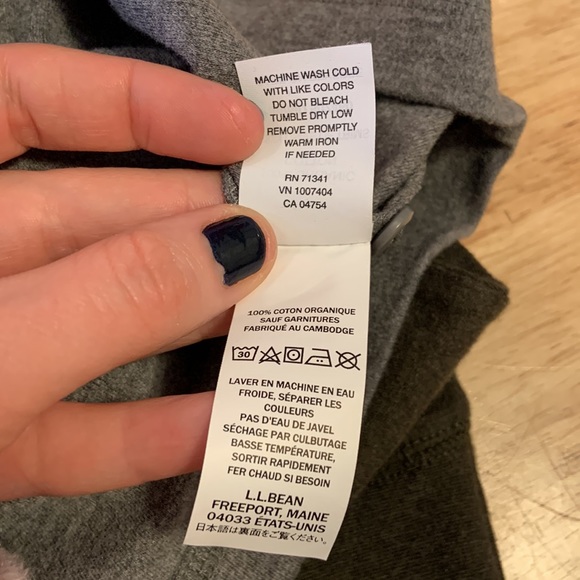 MACHINE WASH COLD
WITH LIKE COLORS
DO NOT BLEACH
TUMBLE DRY LOW
REMOVE PROMPTLY
WARM IRON
IF NEEDED
RN 71341
VN 1007404
CA 04754
100% COTON ORGANIQUE
SAUF GARNITURES
FABRIQUÉ AU CAMBODGE
30
LAVER EN MACHINE EN EAU
FROIDE, SÉPARER LES
COULEURS
PAS D'EAU DE JAVEL
SÉCHAGE PAR CULBUTAGE
BASSE TEMPÉRATURE,
SORTIR RAPIDEMENT
FER CHAUD SI BESOIN
L.L.BEAN
FREEPORT, MAINE
04033 ÉTATS-UNIS
日本語は裏面をご覧ください。